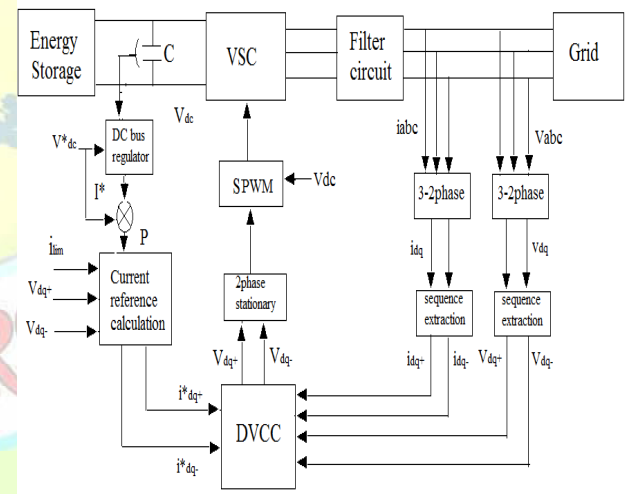 Energy
Storage
C
VSC
Filter
circuit
Grid
Vdc
iabc
Vabc
V*dc
DC bus
regulator
I*
SPWM
Vdc
3-2phase
3-2phase
P
ilim
Vdq+
Vdq-
Current
reference
calculation
2phase
stationary
idq
vdq
sequence
extraction
sequence
extraction
Vdq+
Vdq-
idq+
idq-
Vdq+
Vdq-
i*dq+
DVCC
i*dq-